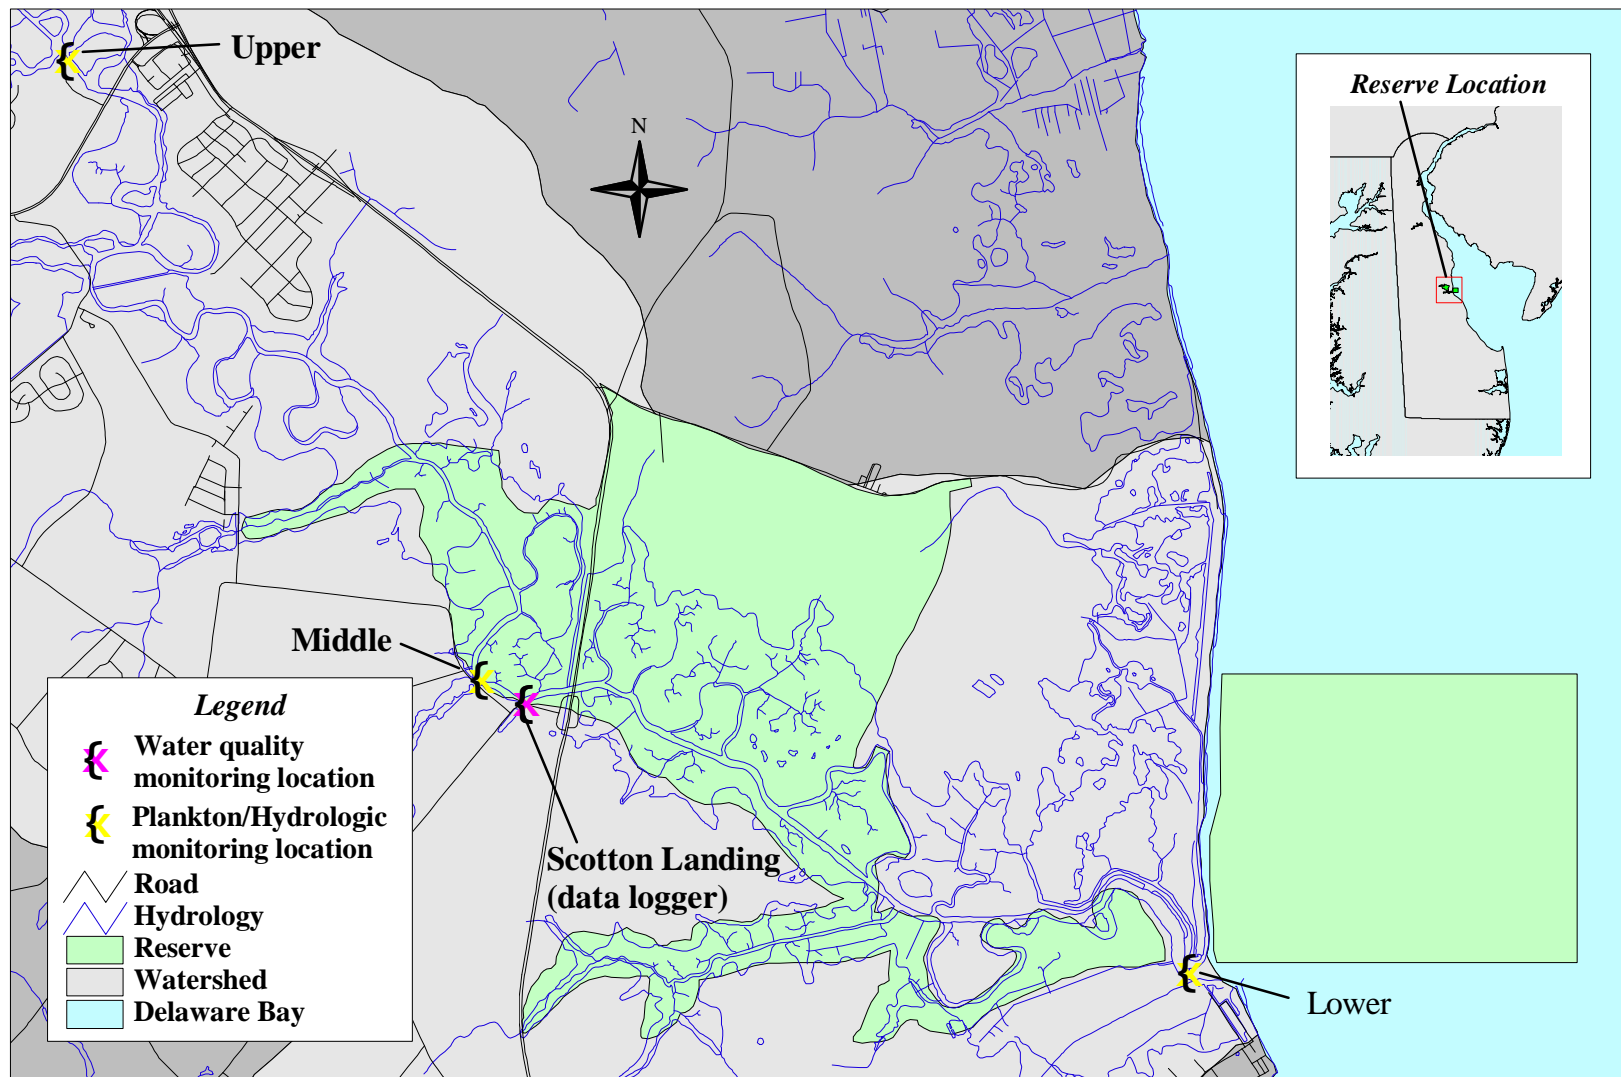 Upper
N
Reserve Location
Middle
Scotton Landing
(data logger)
Lower
Legend
Water quality
monitoring location
Plankton/Hydrologic
monitoring location
Road
Hydrology
Reserve
Watershed
Delaware Bay